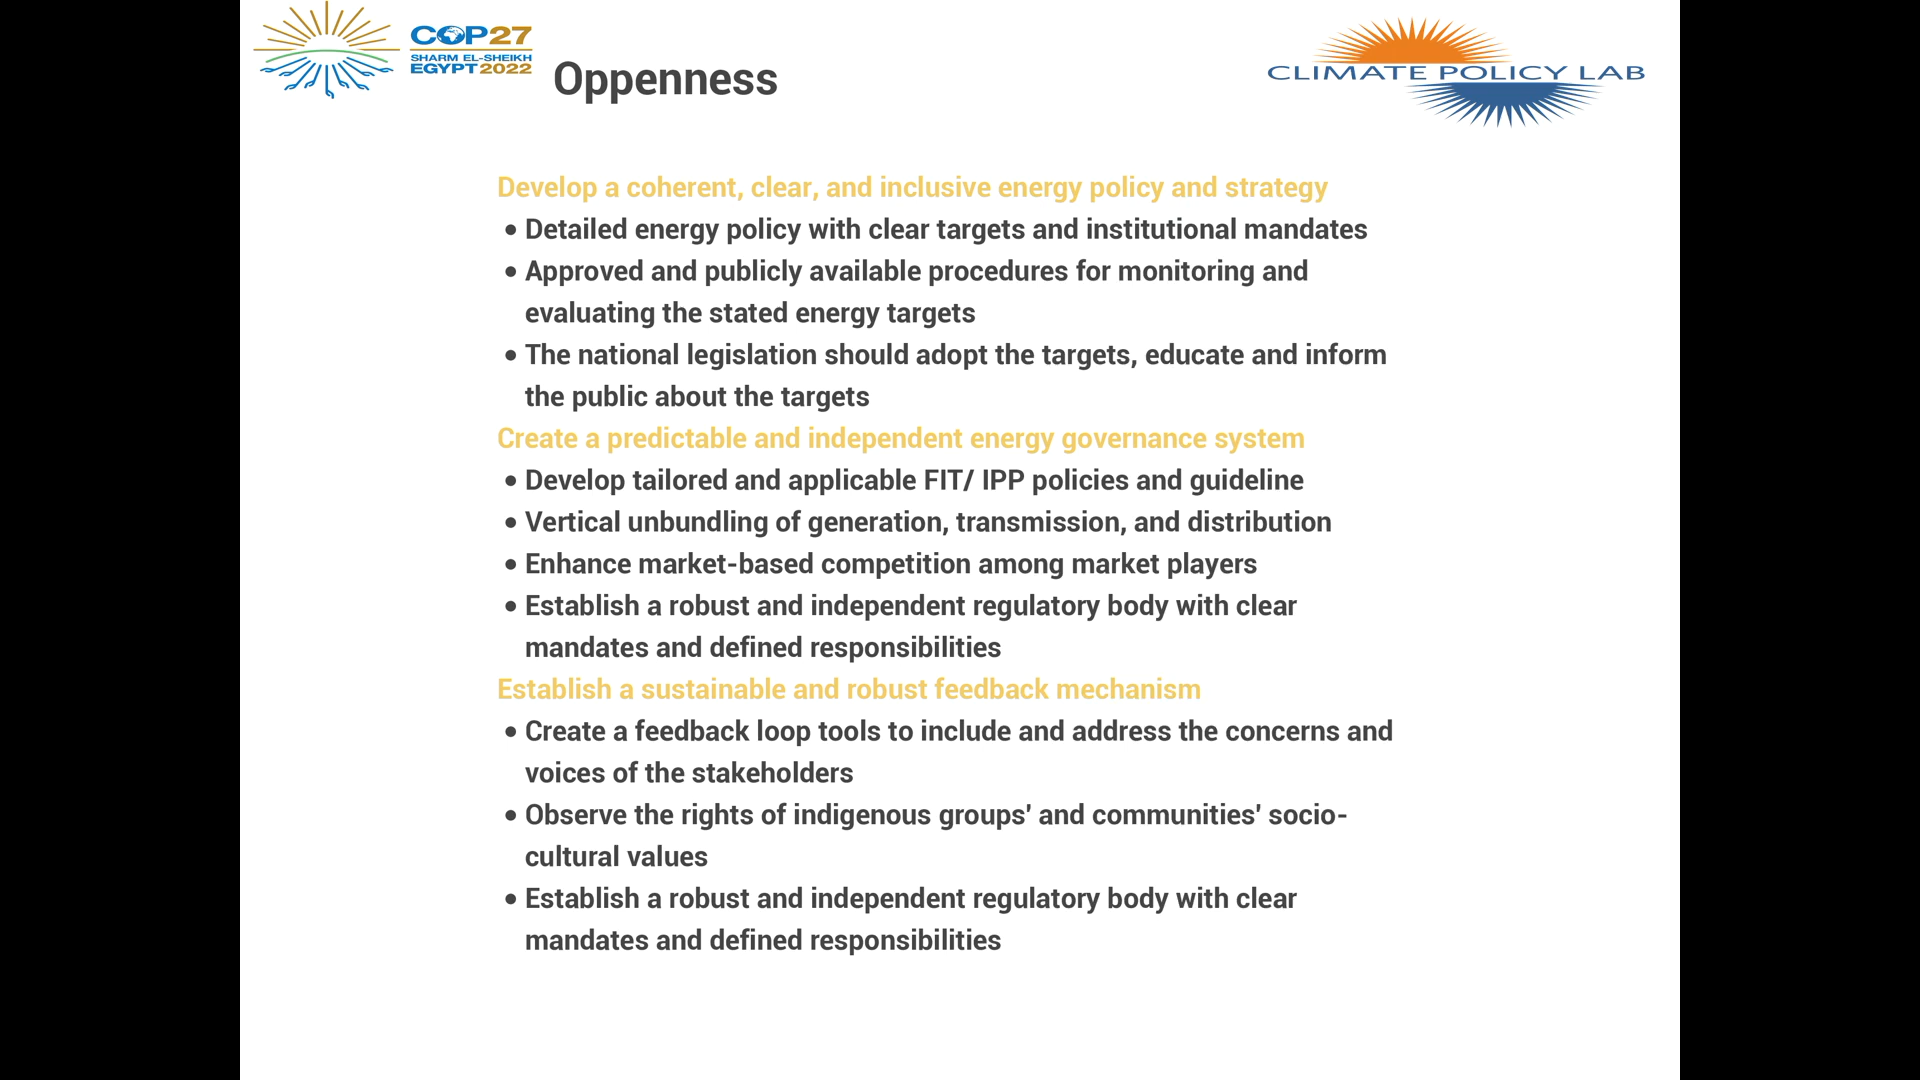 COP27
SHARM EL-SHEIKH
EGYPT2022
Oppenness
CLIMATE POLICY LAB
Develop a coherent, clear, and inclusive energy policy and strategy
• Detailed energy policy with clear targets and institutional mandates
• Approved and publicly available procedures for monitoring and
evaluating the stated energy targets
• The national legislation should adopt the targets, educate and inform
the public about the targets
Create a predictable and independent energy governance system
• Develop tailored and applicable FIT/ IPP policies and guideline
• Vertical unbundling of generation, transmission, and distribution
• Enhance market-based competition among market players
• Establish a robust and independent regulatory body with clear
mandates and defined responsibilities
Establish a sustainable and robust feedback mechanism
• Create a feedback loop tools to include and address the concerns and
voices of the stakeholders
• Observe the rights of indigenous groups' and communities' socio-
cultural values
• Establish a robust and independent regulatory body with clear
mandates and defined responsibilities